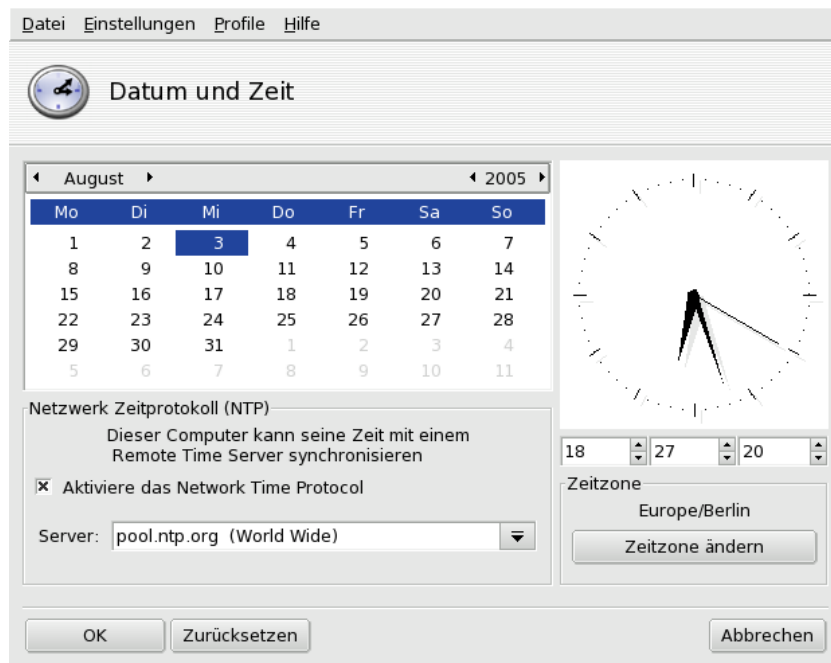 Datei Einstellungen Profile Hilfe
Datum und Zeit
August 2005
Mo Di Mi Do Fr Sa So
1 2 3 4 5 6 7
8 9 10 11 12 13 14
15 16 17 18 19 20 21
22 23 24 25 26 27 28
29 30 31 1 2 3 4
5 6 7 8 9 10 11
Netzwerk Zeitprotokoll (NTP)
Dieser Computer kann seine Zeit mit einem
Remote Time Server synchronisieren
Aktiviere das Network Time Protocol
Server: pool.ntp.org (World Wide)
18 27 20
Zeitzone
Europe/Berlin
Zeitzone ändern
OK Zurücksetzen Abbrechen